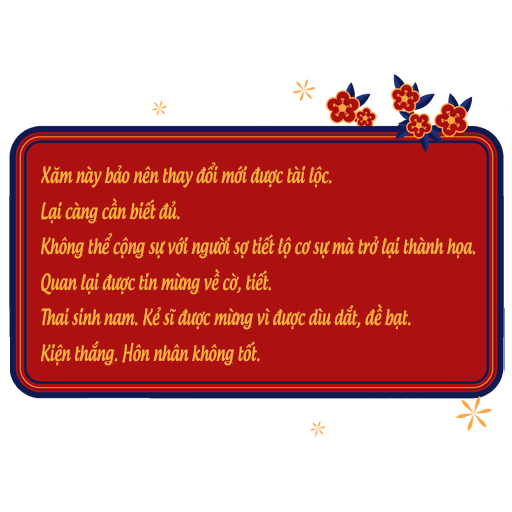 Xăm này bảo nên thay đổi mới được tài lộc.
Lại càng cần biết đủ.
Không thể cộng sự với người sợ tiết lộ cơ sự mà trở lại thành họa.
Quan lại được tin mừng về cờ, tiết.
Thai sinh nam. Kẻ sĩ được mừng vì được dìu dắt, đề bạt.
Kiện thắng. Hôn nhân không tốt.